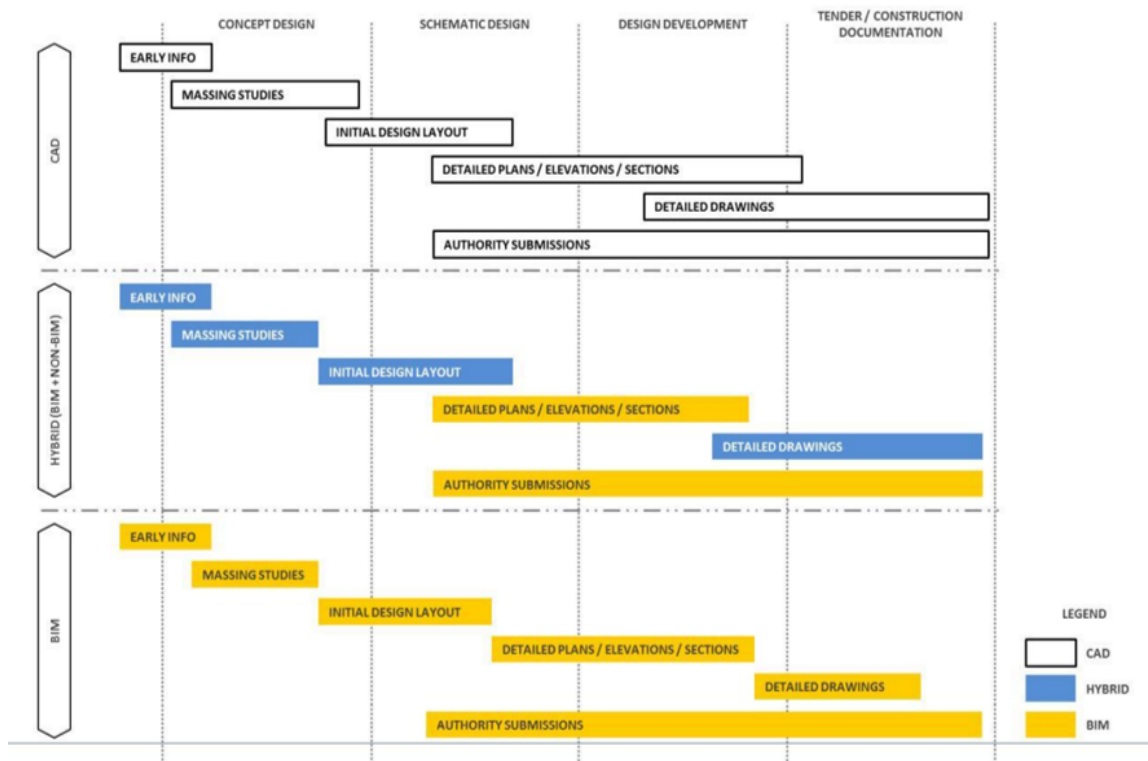 CONCEPT DESIGN
SCHEMATIC DESIGN
DESIGN DEVELOPMENT
TENDER / CONSTRUCTION
DOCUMENTATION
CAD
EARLY INFO
MASSING STUDIES
INITIAL DESIGN LAYOUT
DETAILED PLANS / ELEVATIONS / SECTIONS
DETAILED DRAWINGS
AUTHORITY SUBMISSIONS
HYBRID (BIM + NON-BIM)
EARLY INFO
MASSING STUDIES
INITIAL DESIGN LAYOUT
DETAILED PLANS / ELEVATIONS / SECTIONS
DETAILED DRAWINGS
AUTHORITY SUBMISSIONS
BIM
EARLY INFO
MASSING STUDIES
INITIAL DESIGN LAYOUT
DETAILED PLANS / ELEVATIONS / SECTIONS
DETAILED DRAWINGS
AUTHORITY SUBMISSIONS
LEGEND
CAD
HYBRID
BIM